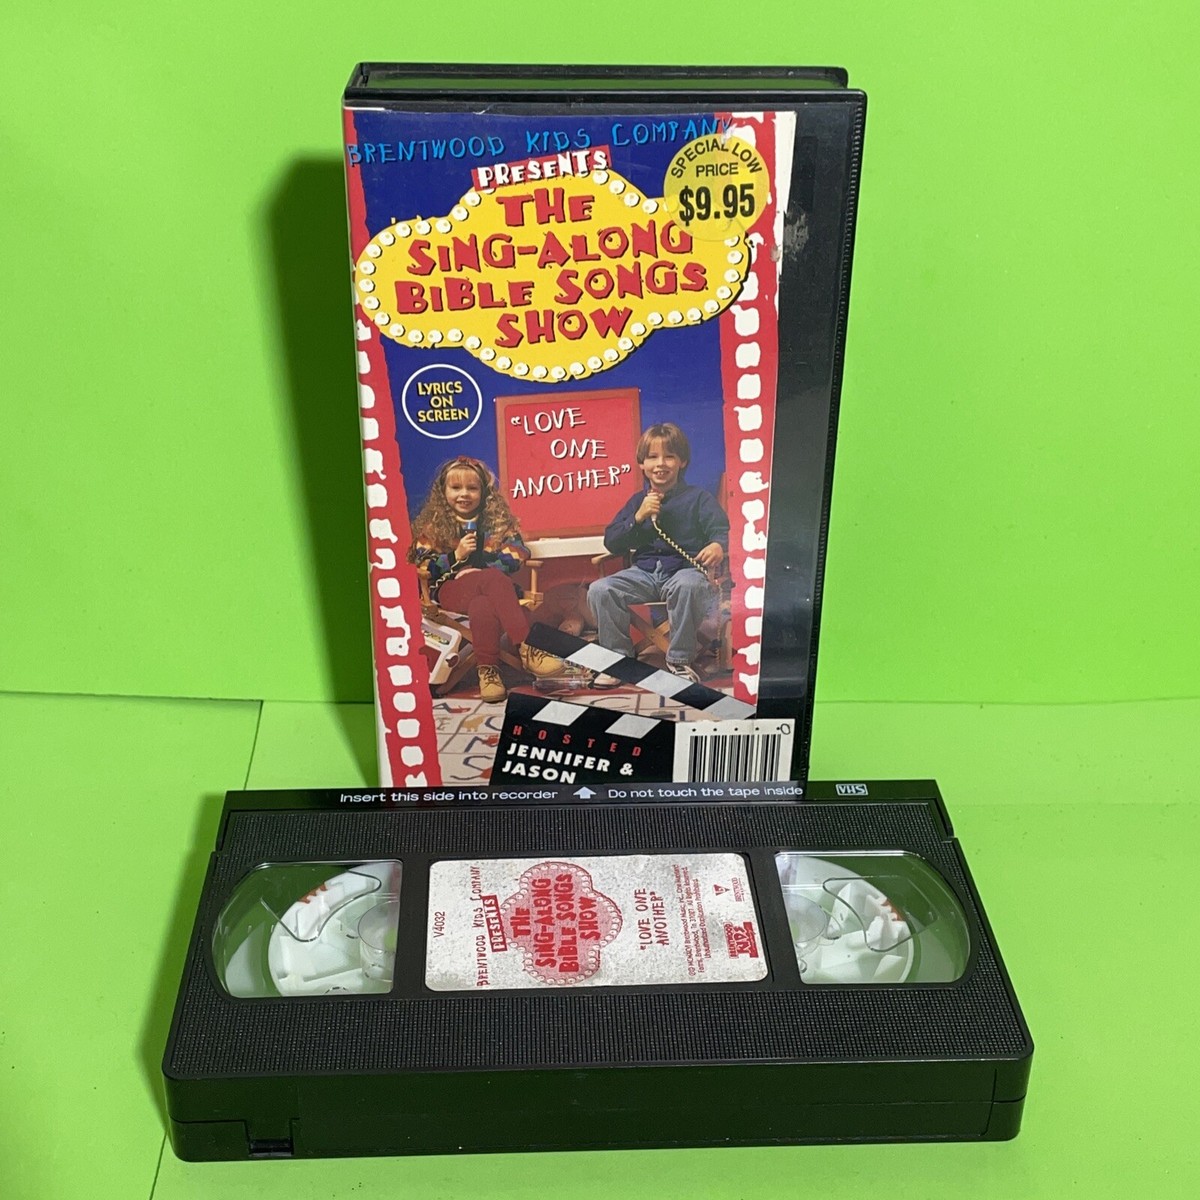 BRENTWOOD KIDS COMPANY
PRESENTS
THE
SING-ALONG
BIBLE SONGS
SHOW
SPECIAL LOW
PRICE
$9.95
LYRICS
ON
SCREEN
"LOVE
ONE
ANOTHER"
HOSTED
JENNIFER &
JASON
Insert this side into recorder
Do not touch the tape inside
VHS
V4032
BRENTWOOD KIDS COMPANY
PRESENTS
THE
SING-ALONG
BIBLE SONGS
SHOW
"LOVE ONE
ANOTHER"
BRENTWOOD
KIDS